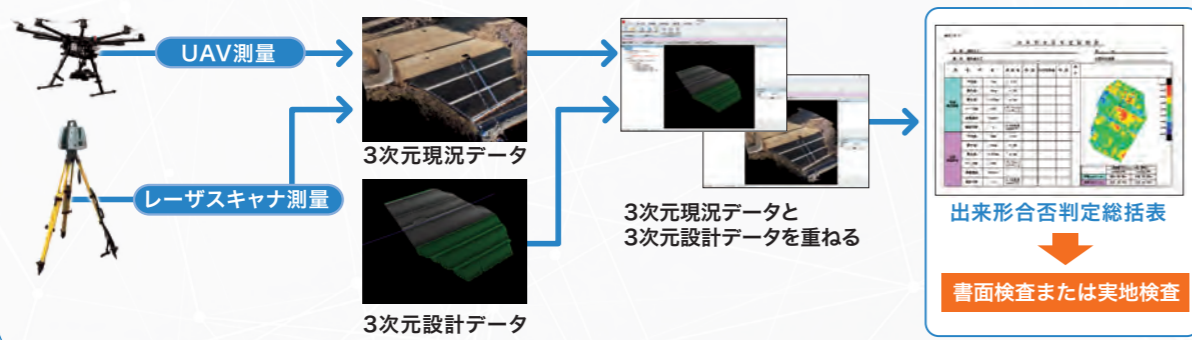 UAV測量
レーザスキャナ測量
3次元現況データ
3次元設計データ
3次元現況データと
3次元設計データを重ねる
出来形合否判定総括表
書面検査または実地検査